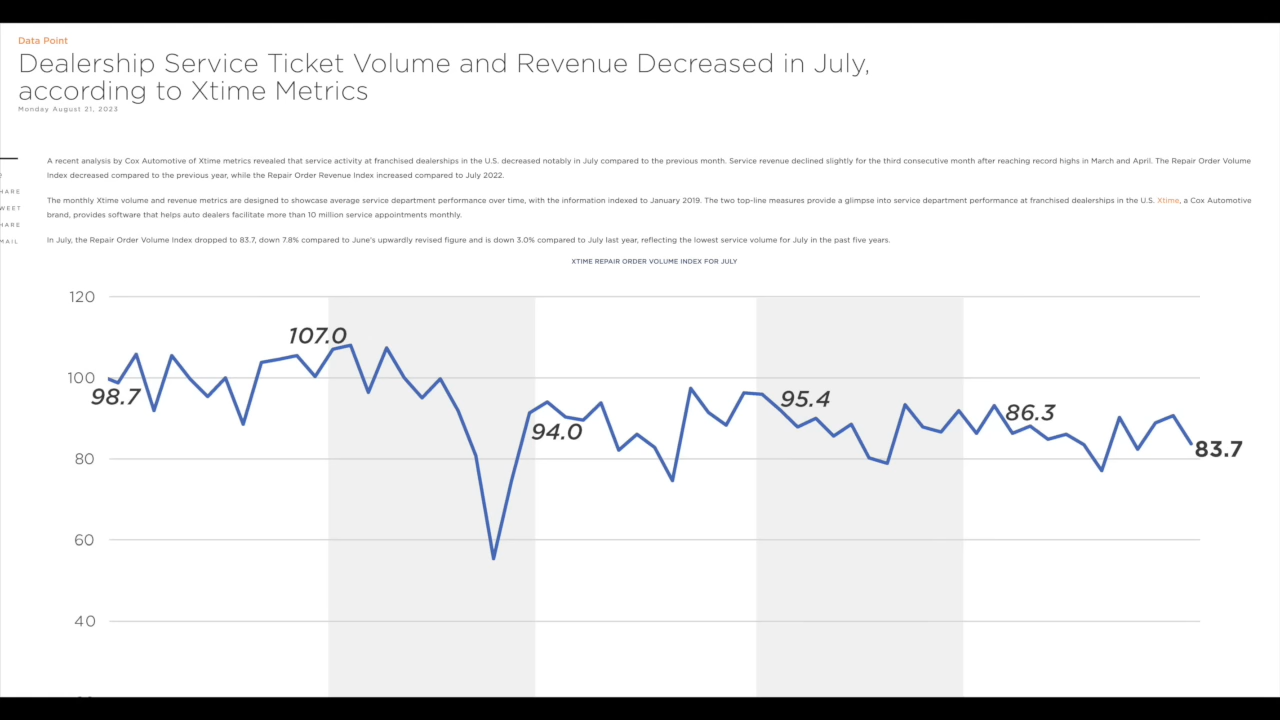 Data Point
Dealership Service Ticket Volume and Revenue Decreased in July,
according to Xtime Metrics
Monday August 21, 2023
A recent analysis by Cox Automotive of Xtime metrics revealed that service activity at franchised dealerships in the U.S. decreased notably in July compared to the previous month. Service revenue declined slightly for the third consecutive month after reaching record highs in March and April. The Repair Order Volume
Index decreased compared to the previous year, while the Repair Order Revenue Index increased compared to July 2022.
HARE
The monthly Xtime volume and revenue metrics are designed to showcase average service department performance over time, with the information indexed to January 2019. The two top-line measures provide a glimpse into service department performance at franchised dealerships in the U.S. Xtime, a Cox Automotive
WEET
brand, provides software that helps auto dealers facilitate more than 10 million service appointments monthly.
HARE
In July, the Repair Order Volume Index dropped to 83.7, down 7.8% compared to June's upwardly revised figure and is down 3.0% compared to July last year, reflecting the lowest service volume for July in the past five years.
MAIL
XTIME REPAIR ORDER VOLUME INDEX FOR JULY
120
107.0
100
98.7
95.4
86.3
94.0
83.7
80
60
40